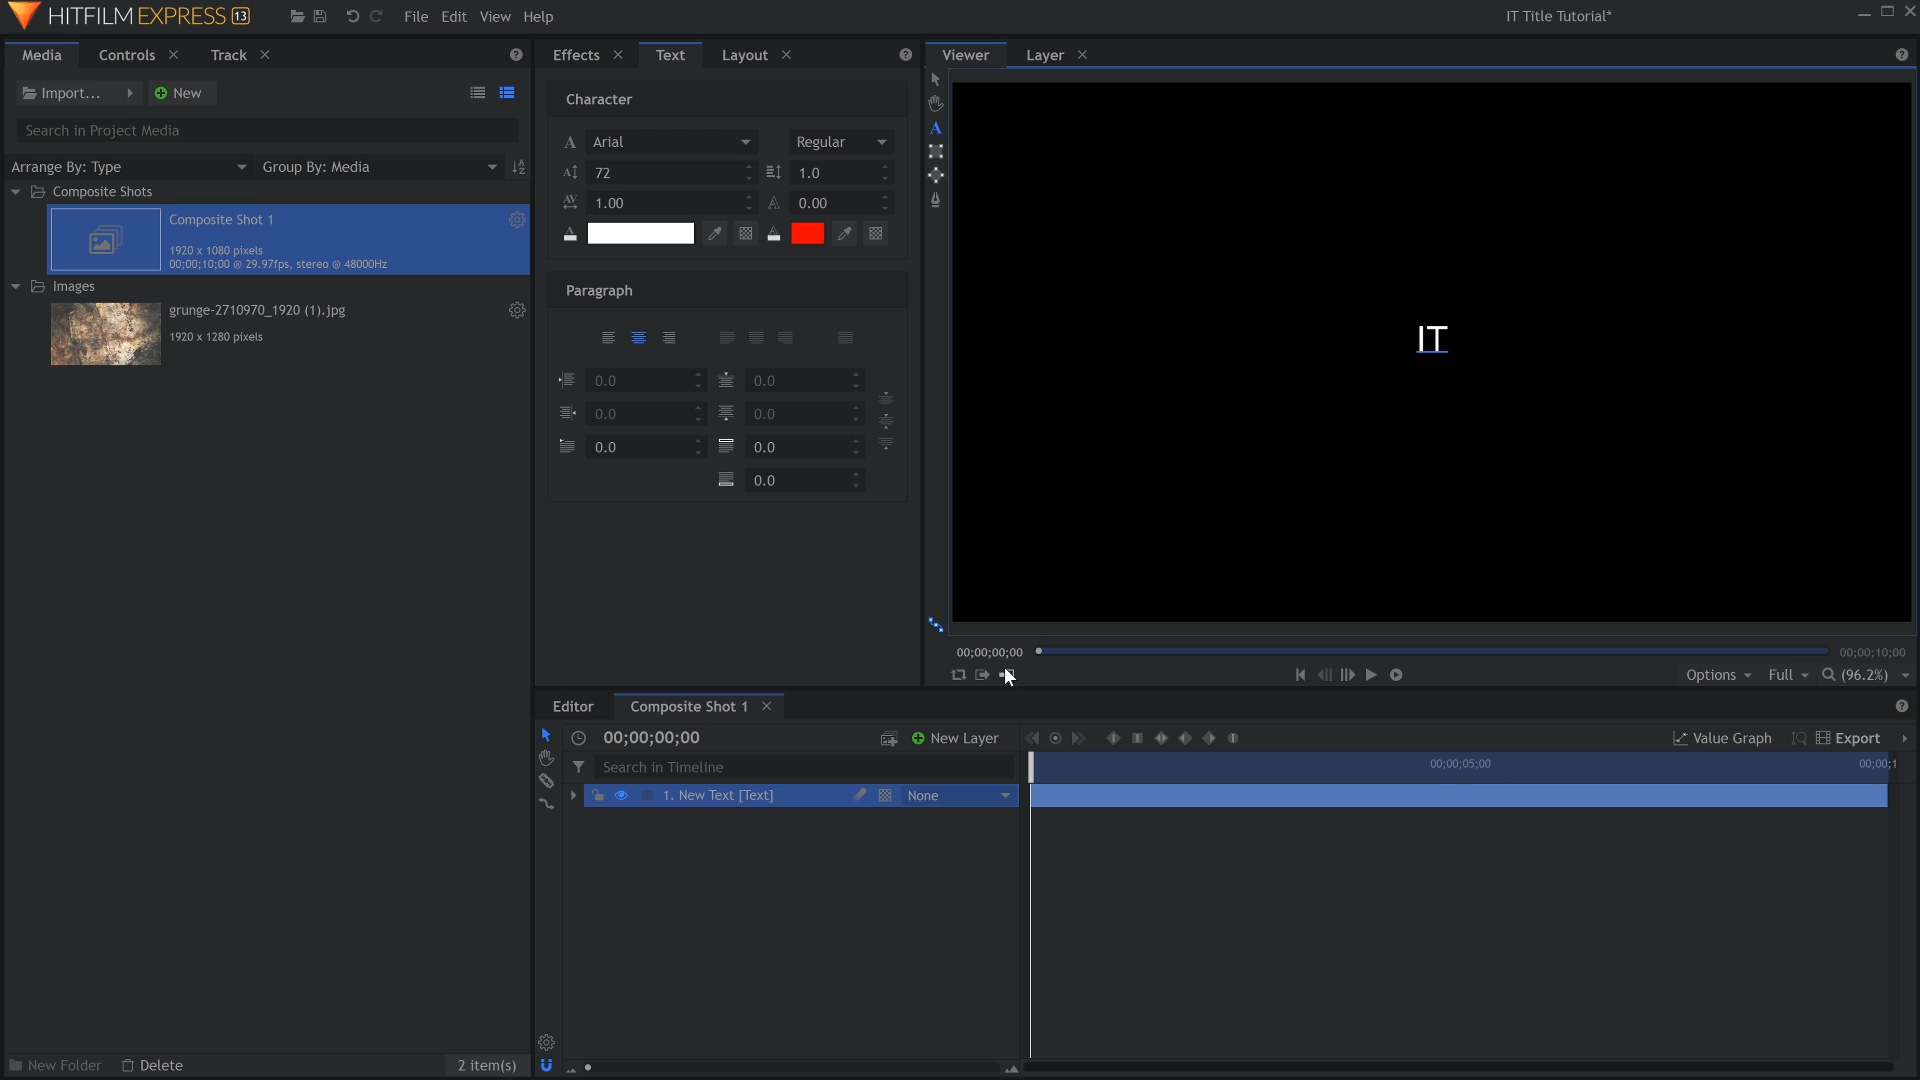 HITFILM EXPRESS 13 File Edit View Help IT Title Tutorial*
Media Controls Track
Import... New
Search in Project Media
Arrange By: Type Group By: Media
Composite Shots
Composite Shot 1
1920 x 1080 pixels
00;00;10;00 @ 29.97fps, stereo @ 48000Hz
Images
grunge-2710970_1920 (1).jpg
1920 x 1280 pixels
New Folder Delete 2 item(s)
Effects Text Layout
Character
Arial Regular
72 1.0
1.00 0.00
Paragraph
0.0 0.0
0.0 0.0
0.0 0.0
0.0
Viewer Layer
IT
00;00;00;00 00;00;10;00
Options Full (96.2%)
Editor Composite Shot 1
00;00;00;00 New Layer Value Graph Export
Search in Timeline 00;00;05;00 00;00;1
1. New Text [Text] None